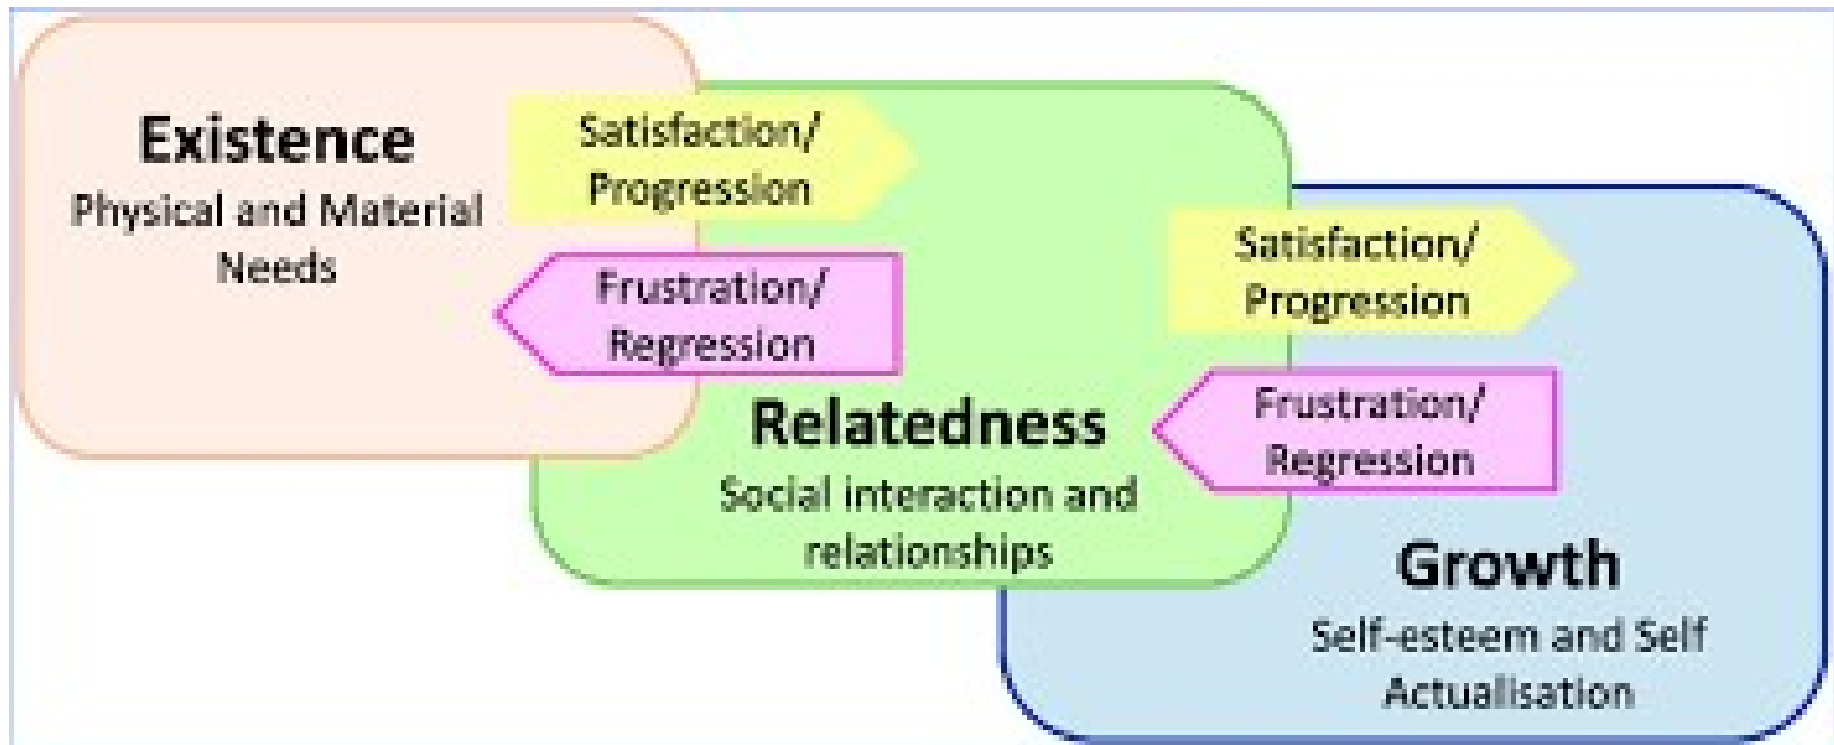 Existence
Physical and Material
Needs
Satisfaction/
Progression
Frustration/
Regression
Relatedness
Social interaction and
relationships
Satisfaction/
Progression
Frustration/
Regression
Growth
Self-esteem and Self
Actualisation